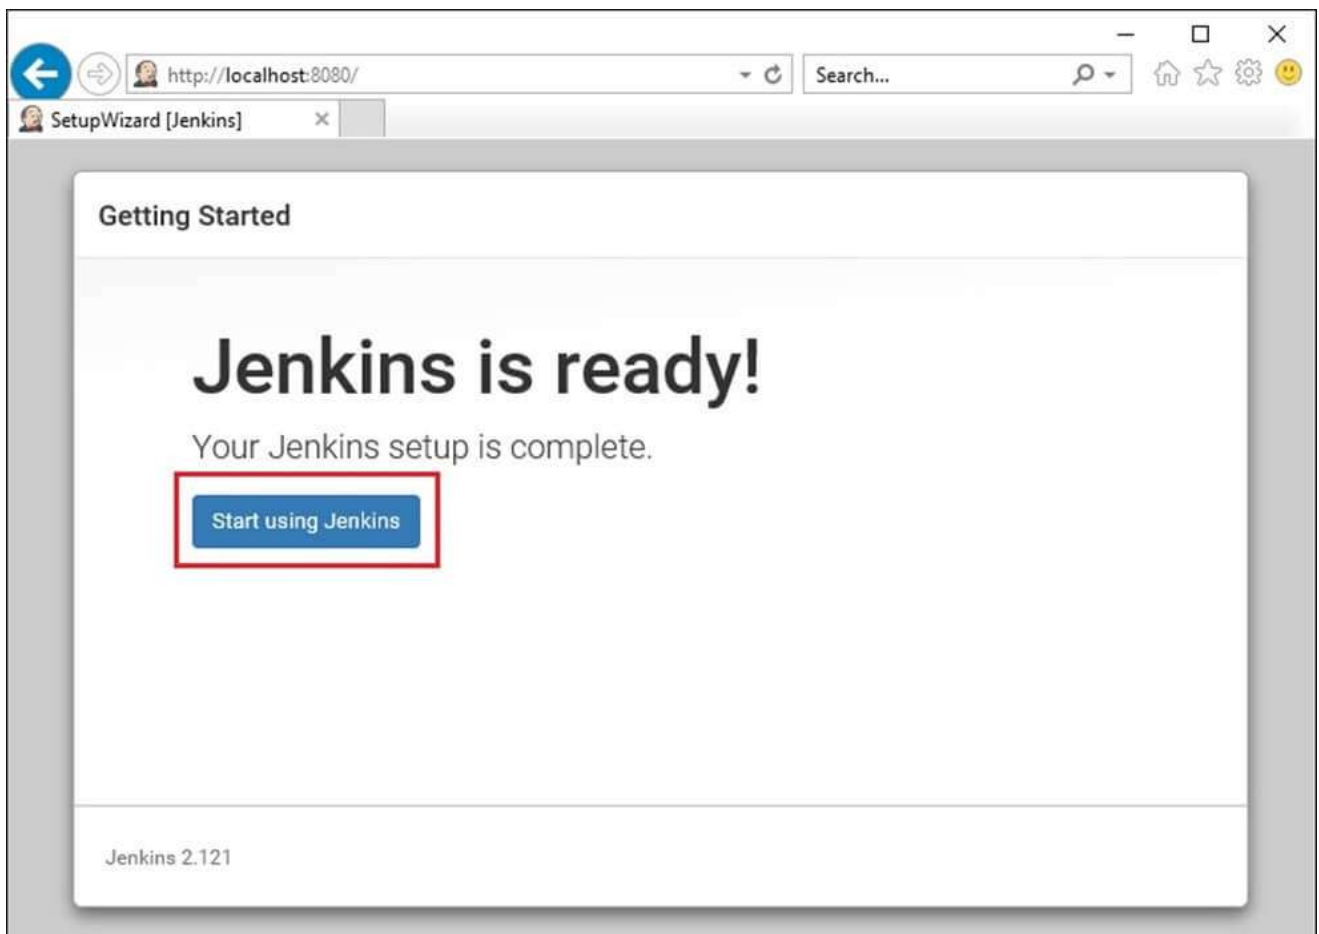 http://localhost:8080/
Search...
SetupWizard [Jenkins]
Getting Started
Jenkins is ready!
Your Jenkins setup is complete.
Start using Jenkins
Jenkins 2.121